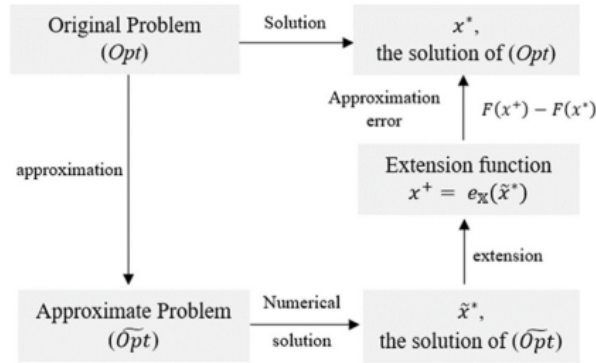 Original Problem
(Opt)
Solution
x*,
the solution of (Opt)
Approximation
error
F(x⁺) − F(x*)
approximation
Extension function
x⁺ = e_𝕏(x̃*)
extension
Approximate Problem
(Õpt)
Numerical
solution
x̃*,
the solution of (Õpt)